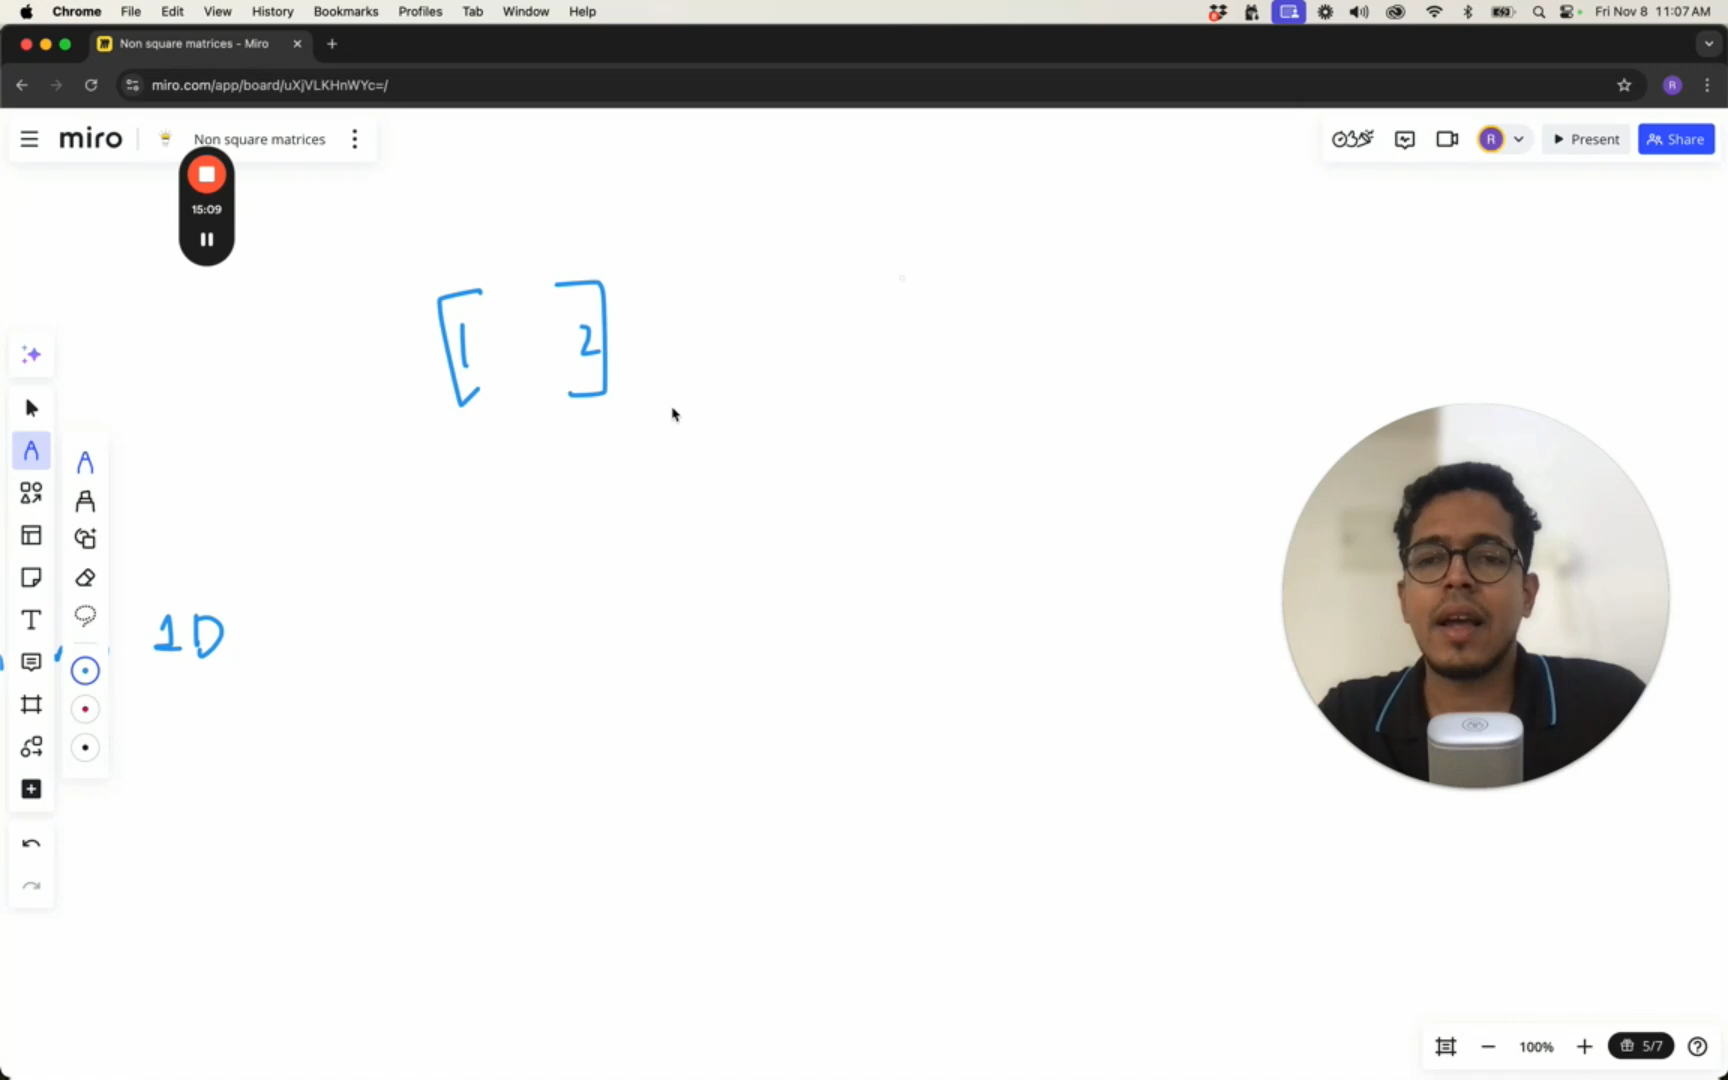 Chrome File Edit View History Bookmarks Profiles Tab Window Help Fri Nov 8 11:07 AM
Non square matrices - Miro
miro.com/app/board/uXjVLKHnWYc=/ R
miro Non square matrices R Present Share
15:09
[1 2]
1D
100% 5/7